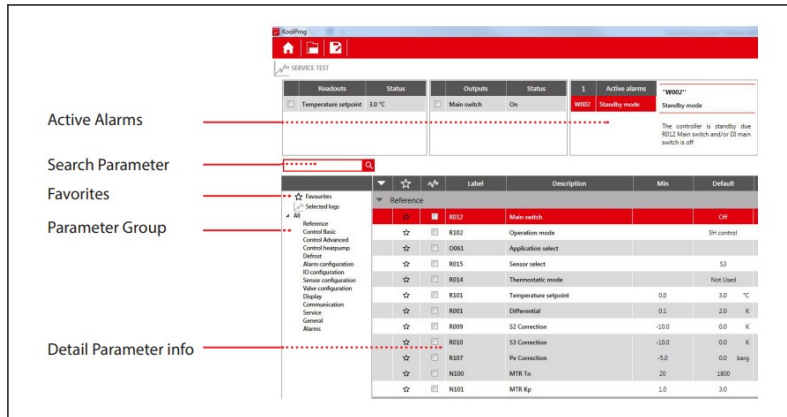 KoolProg
SERVICE TEST
Readouts Status
Temperature setpoint 3.0 °C
Outputs Status
Main switch On
1 Active alarms
W002 Standby mode
"W002"
Standby mode
The controller is standby due
R012 Main switch and/or DI main
switch is off
Active Alarms
Search Parameter
Favorites
Parameter Group
Detail Parameter info
Favourites
Selected logs
All
Reference
Control Basic
Control Advanced
Control heatpump
Defrost
Alarm configuration
IO configuration
Sensor configuration
Valve configuration
Display
Communication
Service
General
Alarms
Label Description Min Default
Reference
R012 Main switch Off
R102 Operation mode SH control
O061 Application select
R015 Sensor select S3
R014 Thermostatic mode Not Used
R101 Temperature setpoint 0.0 3.0 °C
R001 Differential 0.1 2.0 K
R009 S2 Correction -10.0 0.0 K
R010 S3 Correction -10.0 0.0 K
R107 Pe Correction -5.0 0.0 barg
N100 MTR Tn 20 1800
N101 MTR Kp 1.0 3.0